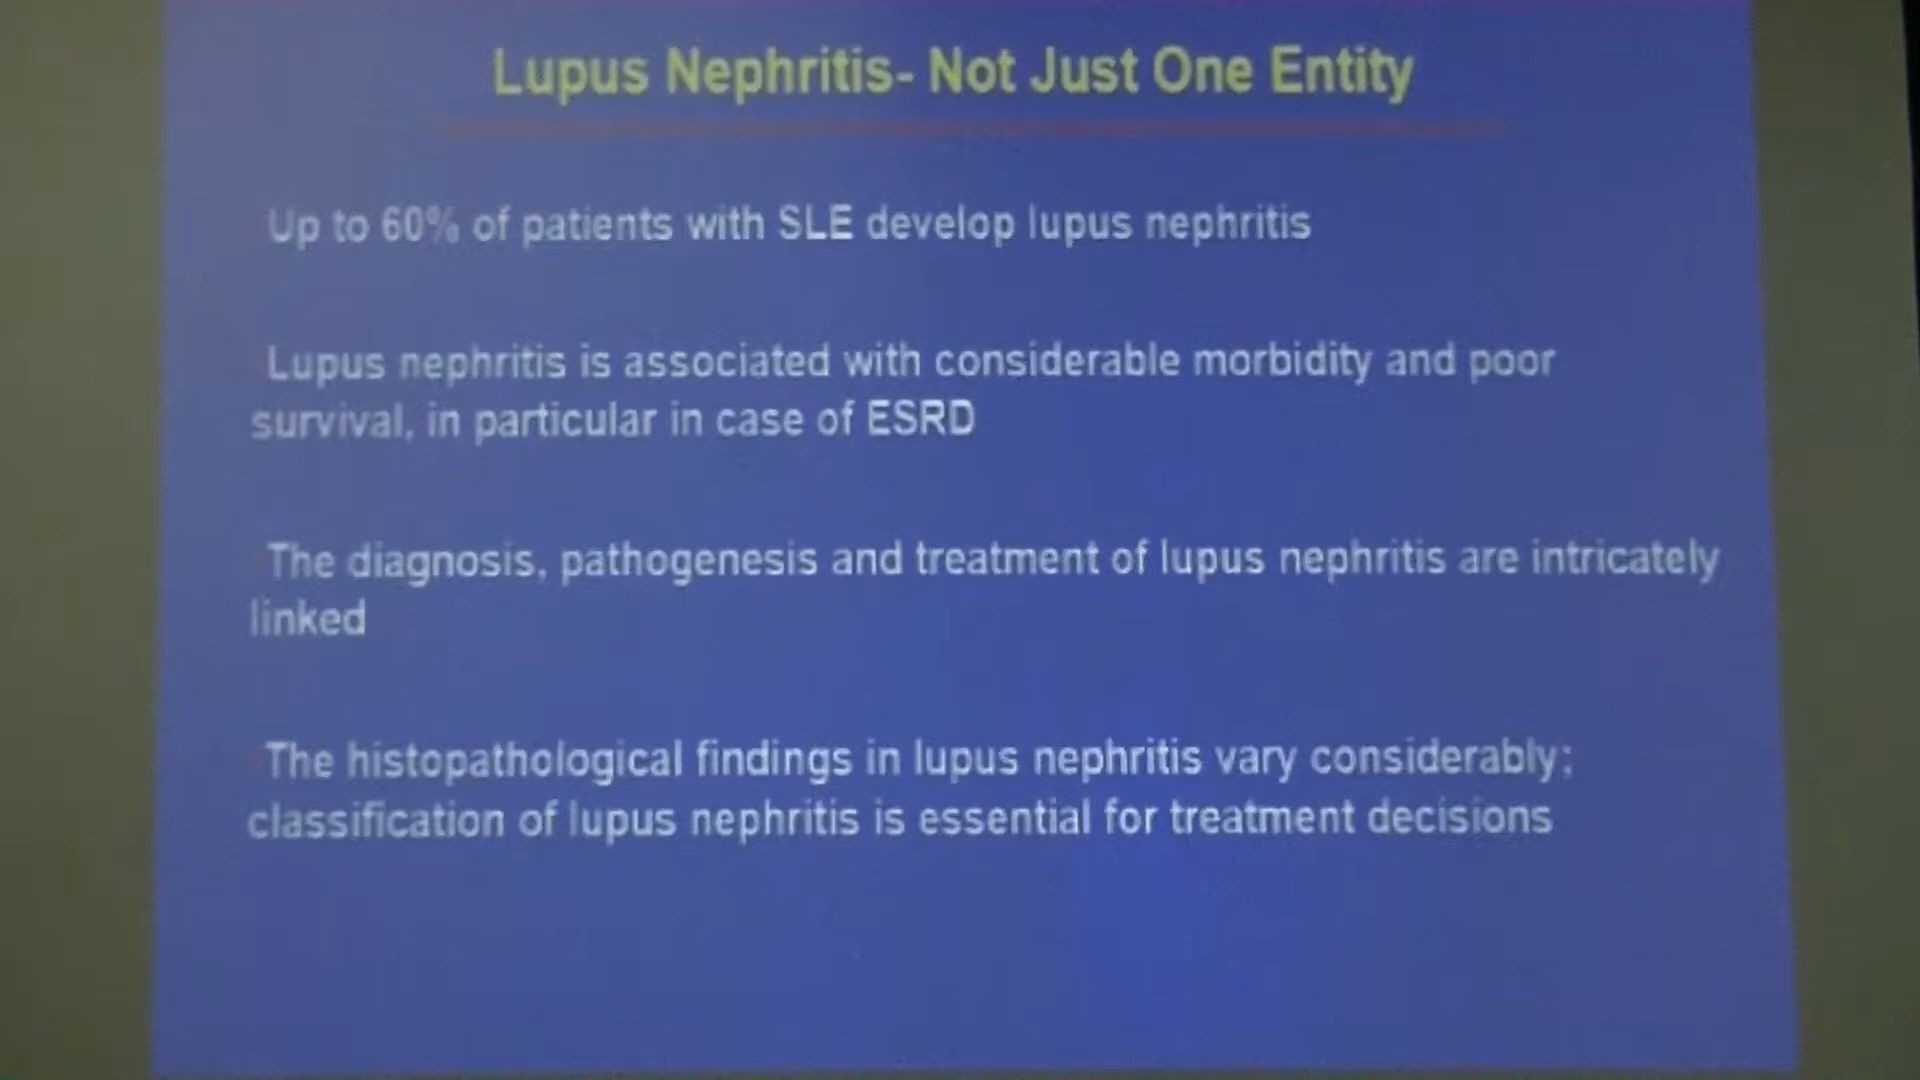 Lupus Nephritis- Not Just One Entity
Up to 60% of patients with SLE develop lupus nephritis
Lupus nephritis is associated with considerable morbidity and poor
survival, in particular in case of ESRD
The diagnosis, pathogenesis and treatment of lupus nephritis are intricately
linked
The histopathological findings in lupus nephritis vary considerably;
classification of lupus nephritis is essential for treatment decisions